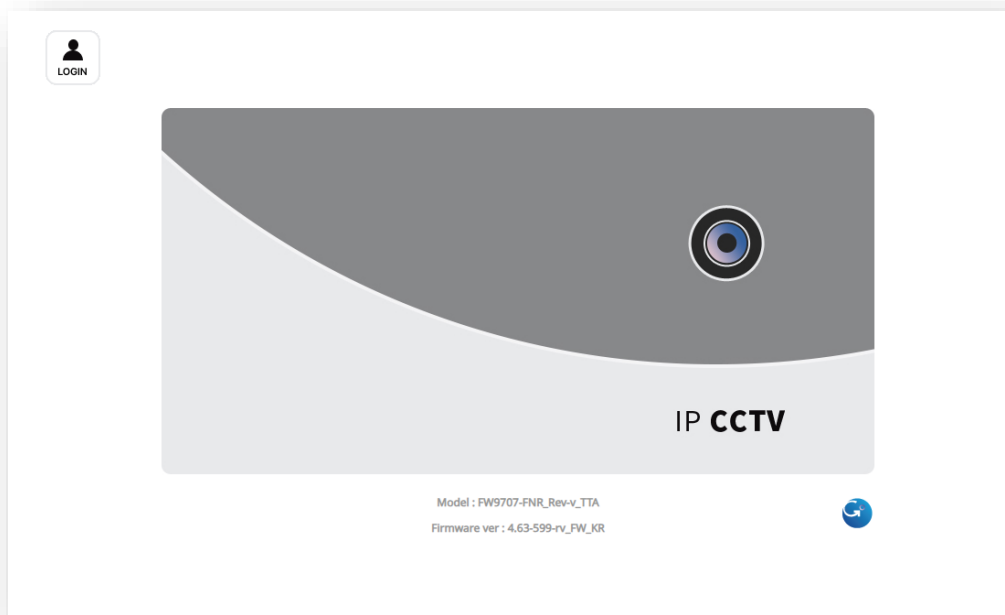 LOGIN
IP CCTV
Model : FW9707-FNR_Rev-v_TTA
Firmware ver : 4.63-599-rv_FW_KR